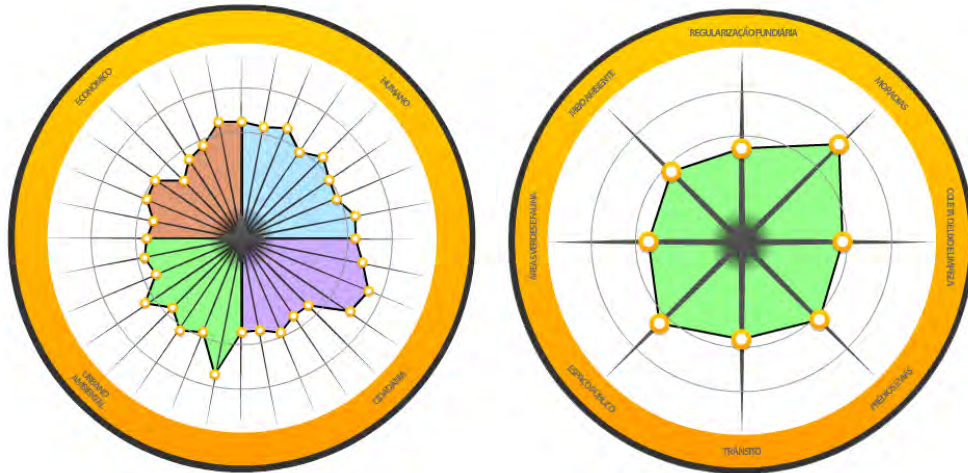 ECONÔMICO
HUMANO
CIDADANIA
URBANO
AMBIENTAL
REGULARIZAÇÃO FUNDIÁRIA
MORADIAS
COLETA DE LIXO E LIMPEZA
PRÉDIOS E VIAS
TRÂNSITO
ESPAÇO PÚBLICO
ÁREAS VERDES E FAUNA
MEIO AMBIENTE